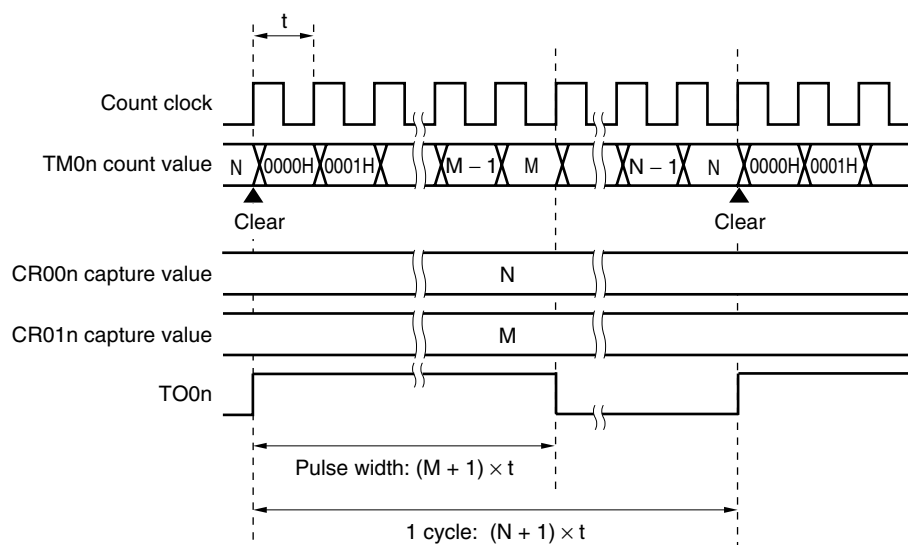 t
Count clock
TM0n count value N 0000H 0001H M − 1 M N − 1 N 0000H 0001H
Clear Clear
CR00n capture value N
CR01n capture value M
TO0n
Pulse width: (M + 1) × t
1 cycle: (N + 1) × t